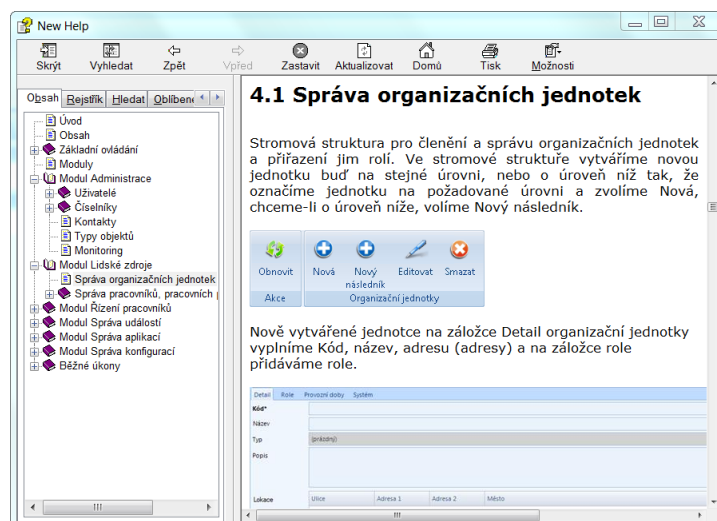 New Help
Skrýt
Vyhledat
Zpět
Vpřed
Zastavit
Aktualizovat
Domů
Tisk
Možnosti
Obsah
Rejstřík
Hledat
Oblíben
Úvod
Obsah
Základní ovládání
Moduly
Modul Administrace
Uživatelé
Číselníky
Kontakty
Typy objektů
Monitoring
Modul Lidské zdroje
Správa organizačních jednotek
Správa pracovníků, pracovních
Modul Řízení pracovníků
Modul Správa událostí
Modul Správa aplikací
Modul Správa konfigurací
Běžné úkony
4.1 Správa organizačních jednotek
Stromová struktura pro členění a správu organizačních jednotek
a přiřazení jim rolí. Ve stromové struktuře vytváříme novou
jednotku buď na stejné úrovni, nebo o úroveň níž tak, že
označíme jednotku na požadované úrovni a zvolíme Nová,
chceme-li o úroveň níže, volíme Nový následník.
Obnovit
Nová
Nový
následník
Editovat
Smazat
Akce
Organizační jednotky
Nově vytvářené jednotce na záložce Detail organizační jednotky
vyplníme Kód, název, adresu (adresy) a na záložce role
přidáváme role.
Detail
Role
Provozní doby
Systém
Kód*
Název
Typ
(prázdný)
Popis
Lokace
Ulice
Adresa 1
Adresa 2
Město